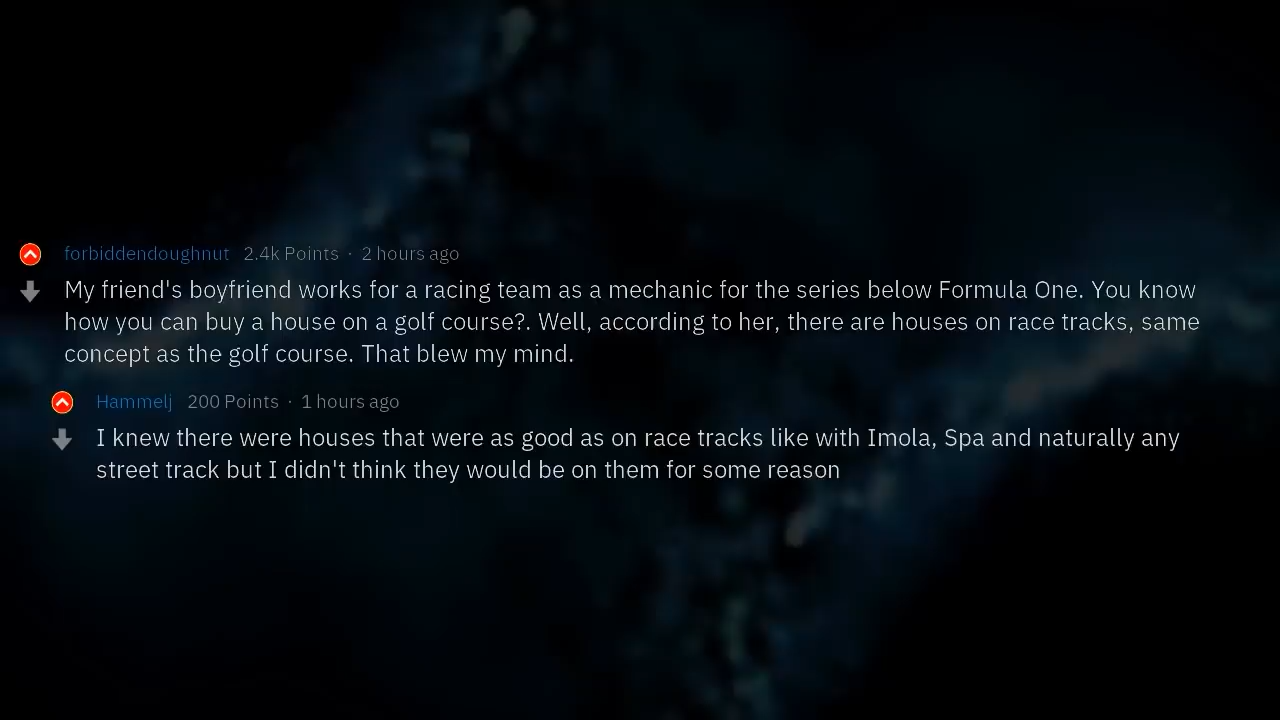 forbiddendoughnut 2.4k Points · 2 hours ago
My friend's boyfriend works for a racing team as a mechanic for the series below Formula One. You know
how you can buy a house on a golf course?. Well, according to her, there are houses on race tracks, same
concept as the golf course. That blew my mind.
Hammelj 200 Points · 1 hours ago
I knew there were houses that were as good as on race tracks like with Imola, Spa and naturally any
street track but I didn't think they would be on them for some reason